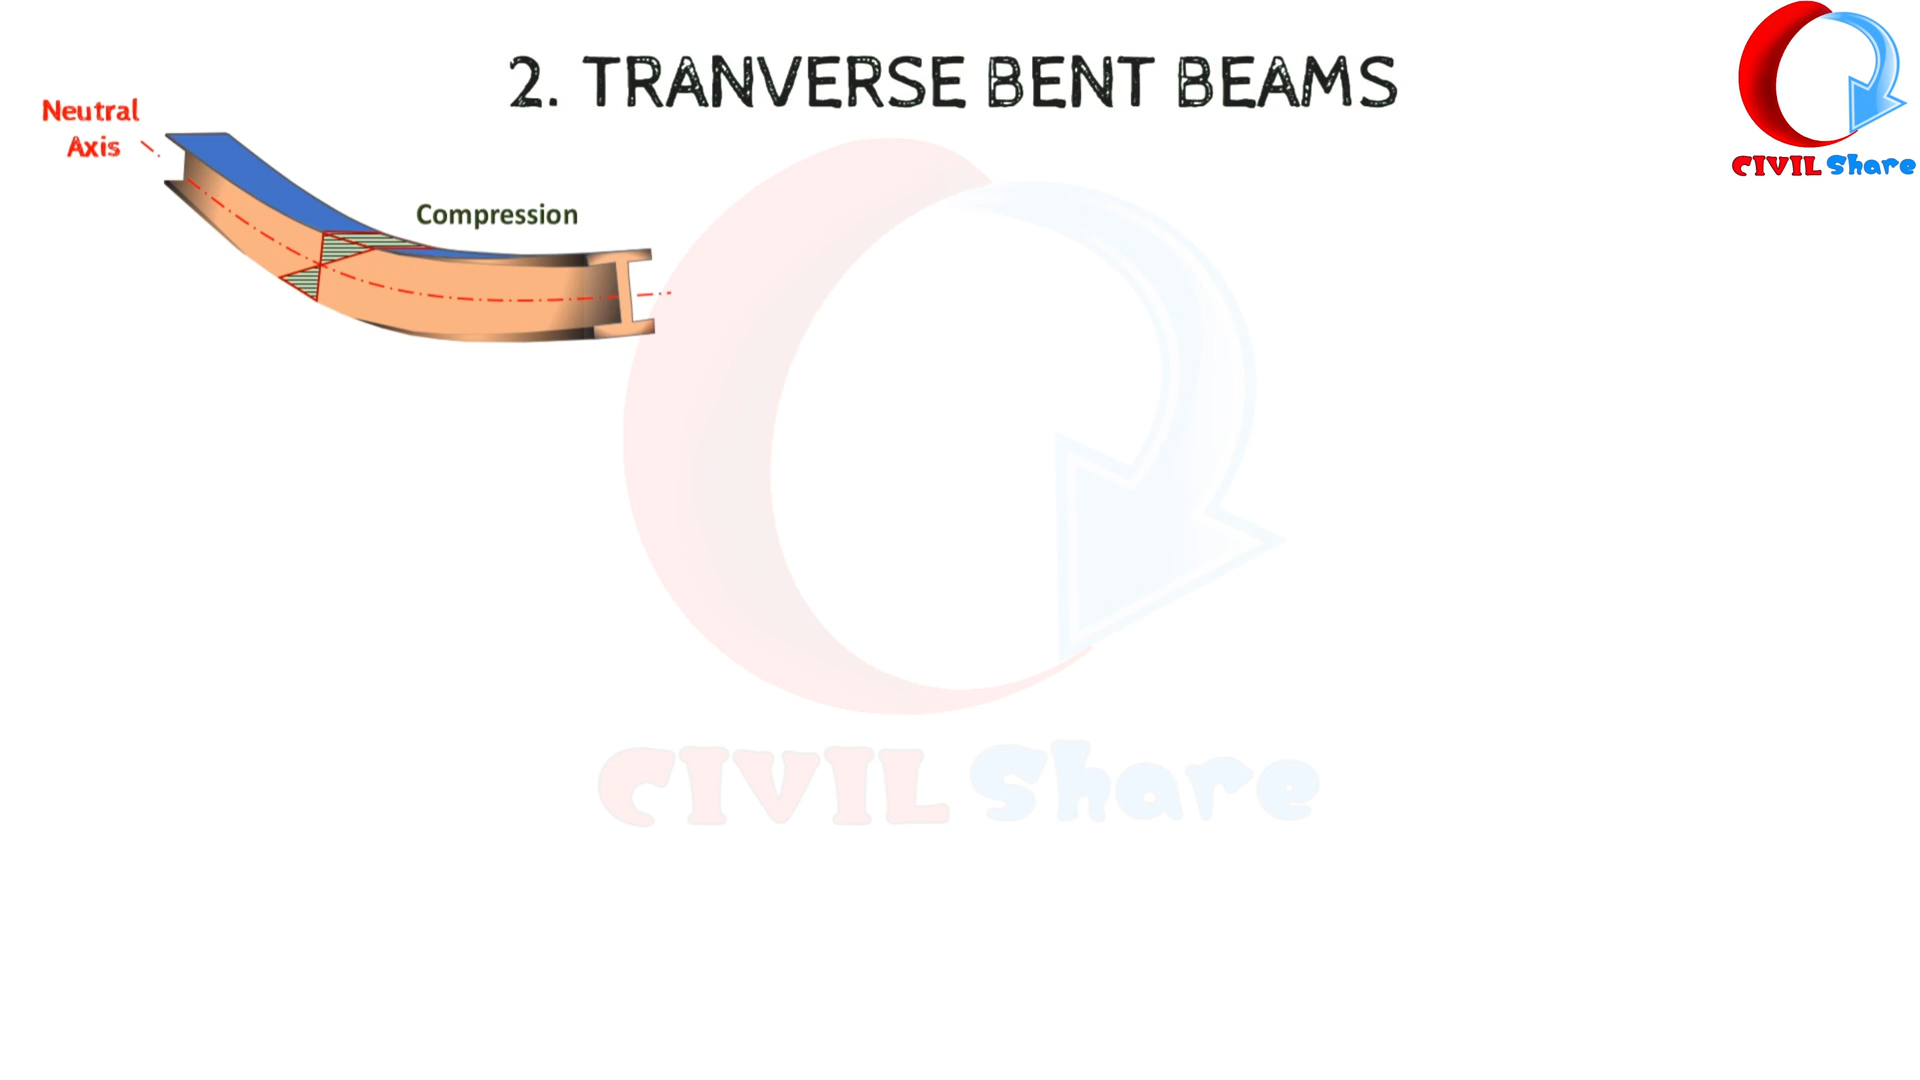 2. TRANVERSE BENT BEAMS
Neutral
Axis
Compression
CIVIL Share
CIVIL Share